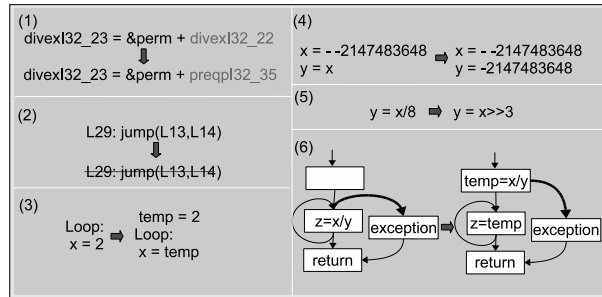 (1)
divexl32_23 = &perm + divexl32_22
divexl32_23 = &perm + preqpl32_35
(2)
L29: jump(L13,L14)
L29: jump(L13,L14)
(3)
Loop:
x = 2
temp = 2
Loop:
x = temp
(4)
x = - -2147483648
y = x
x = - -2147483648
y = -2147483648
(5)
y = x/8
y = x>>3
(6)
z=x/y
exception
return
temp=x/y
z=temp
exception
return